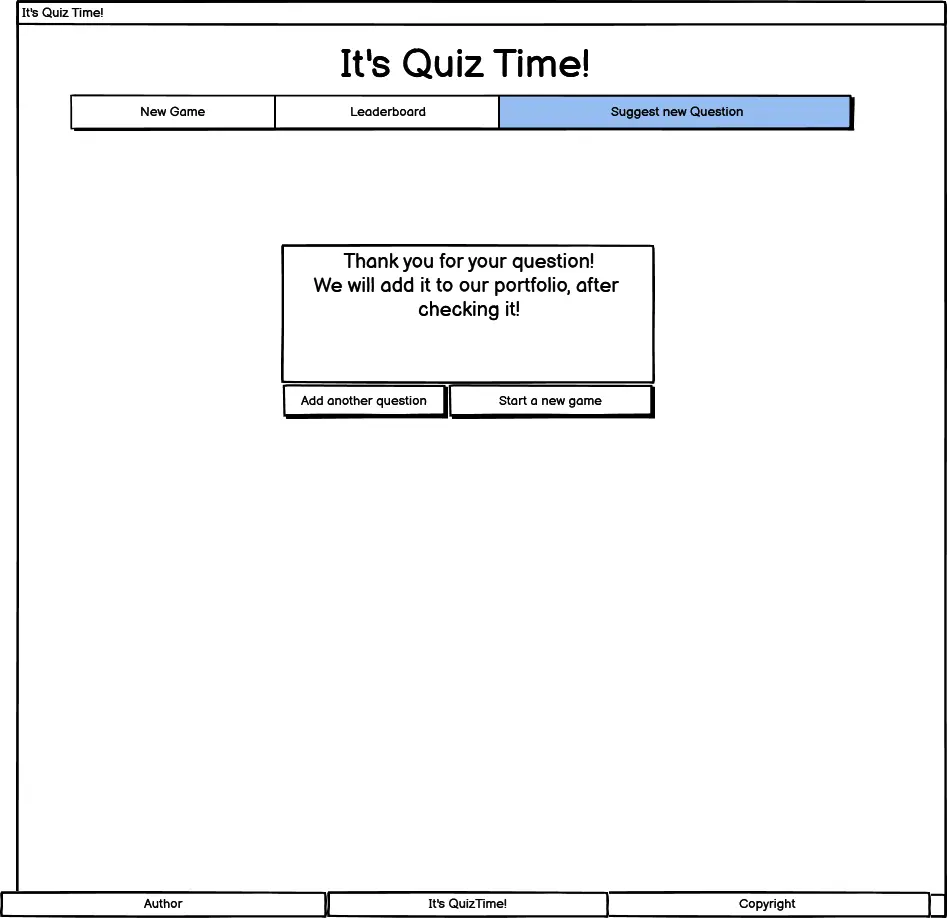 It's Quiz Time!
It's Quiz Time!
New Game Leaderboard Suggest new Question
Thank you for your question!
We will add it to our portfolio, after
checking it!
Add another question Start a new game
Author It's QuizTime! Copyright